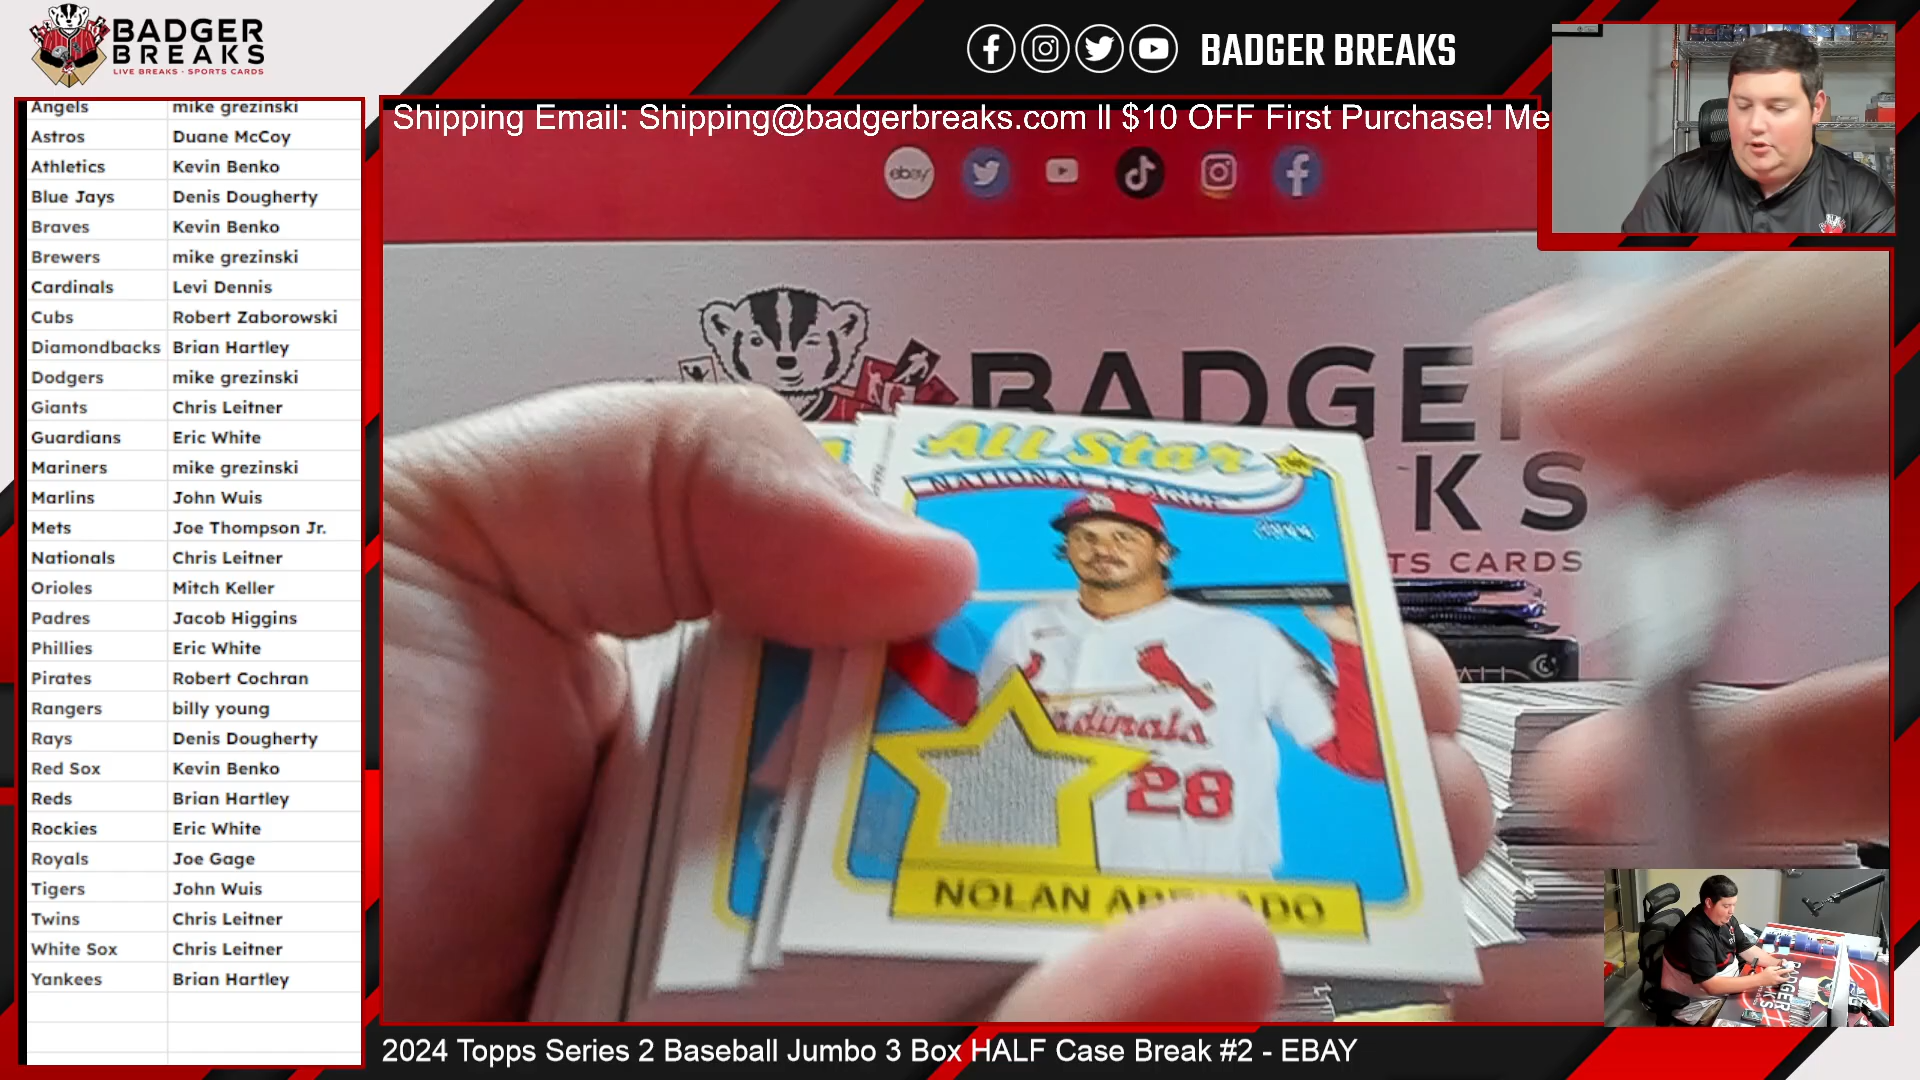 BADGER
BREAKS
LIVE BREAKS - SPORTS CARDS
BADGER BREAKS
Shipping Email: Shipping@badgerbreaks.com ll $10 OFF First Purchase! Me
ebay
Angels mike grezinski
Astros Duane McCoy
Athletics Kevin Benko
Blue Jays Denis Dougherty
Braves Kevin Benko
Brewers mike grezinski
Cardinals Levi Dennis
Cubs Robert Zaborowski
Diamondbacks Brian Hartley
Dodgers mike grezinski
Giants Chris Leitner
Guardians Eric White
Mariners mike grezinski
Marlins John Wuis
Mets Joe Thompson Jr.
Nationals Chris Leitner
Orioles Mitch Keller
Padres Jacob Higgins
Phillies Eric White
Pirates Robert Cochran
Rangers billy young
Rays Denis Dougherty
Red Sox Kevin Benko
Reds Brian Hartley
Rockies Eric White
Royals Joe Gage
Tigers John Wuis
Twins Chris Leitner
White Sox Chris Leitner
Yankees Brian Hartley
BADGE
KS
TS CARDS
All Star
NATIONAL LEAGUE
Cardinals
28
NOLAN ARENADO
2024 Topps Series 2 Baseball Jumbo 3 Box HALF Case Break #2 - EBAY